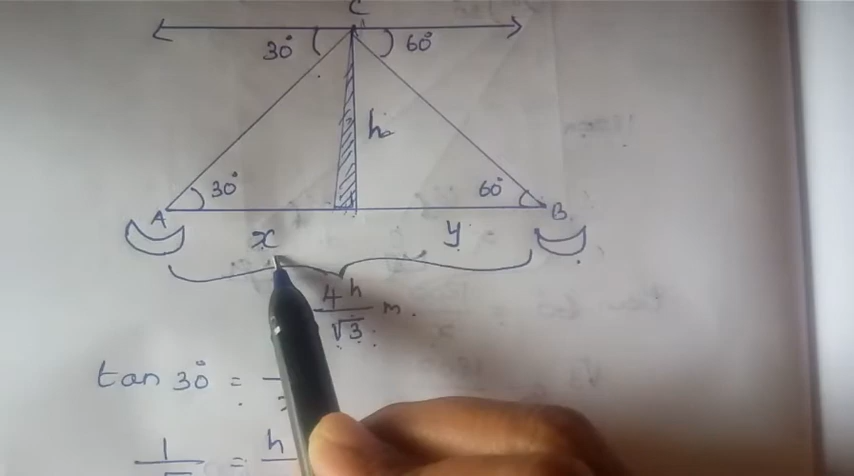 C
30° 60°
h
30° 60°
A B
x y
4h
√3 m.
tan 30° =
1 = h